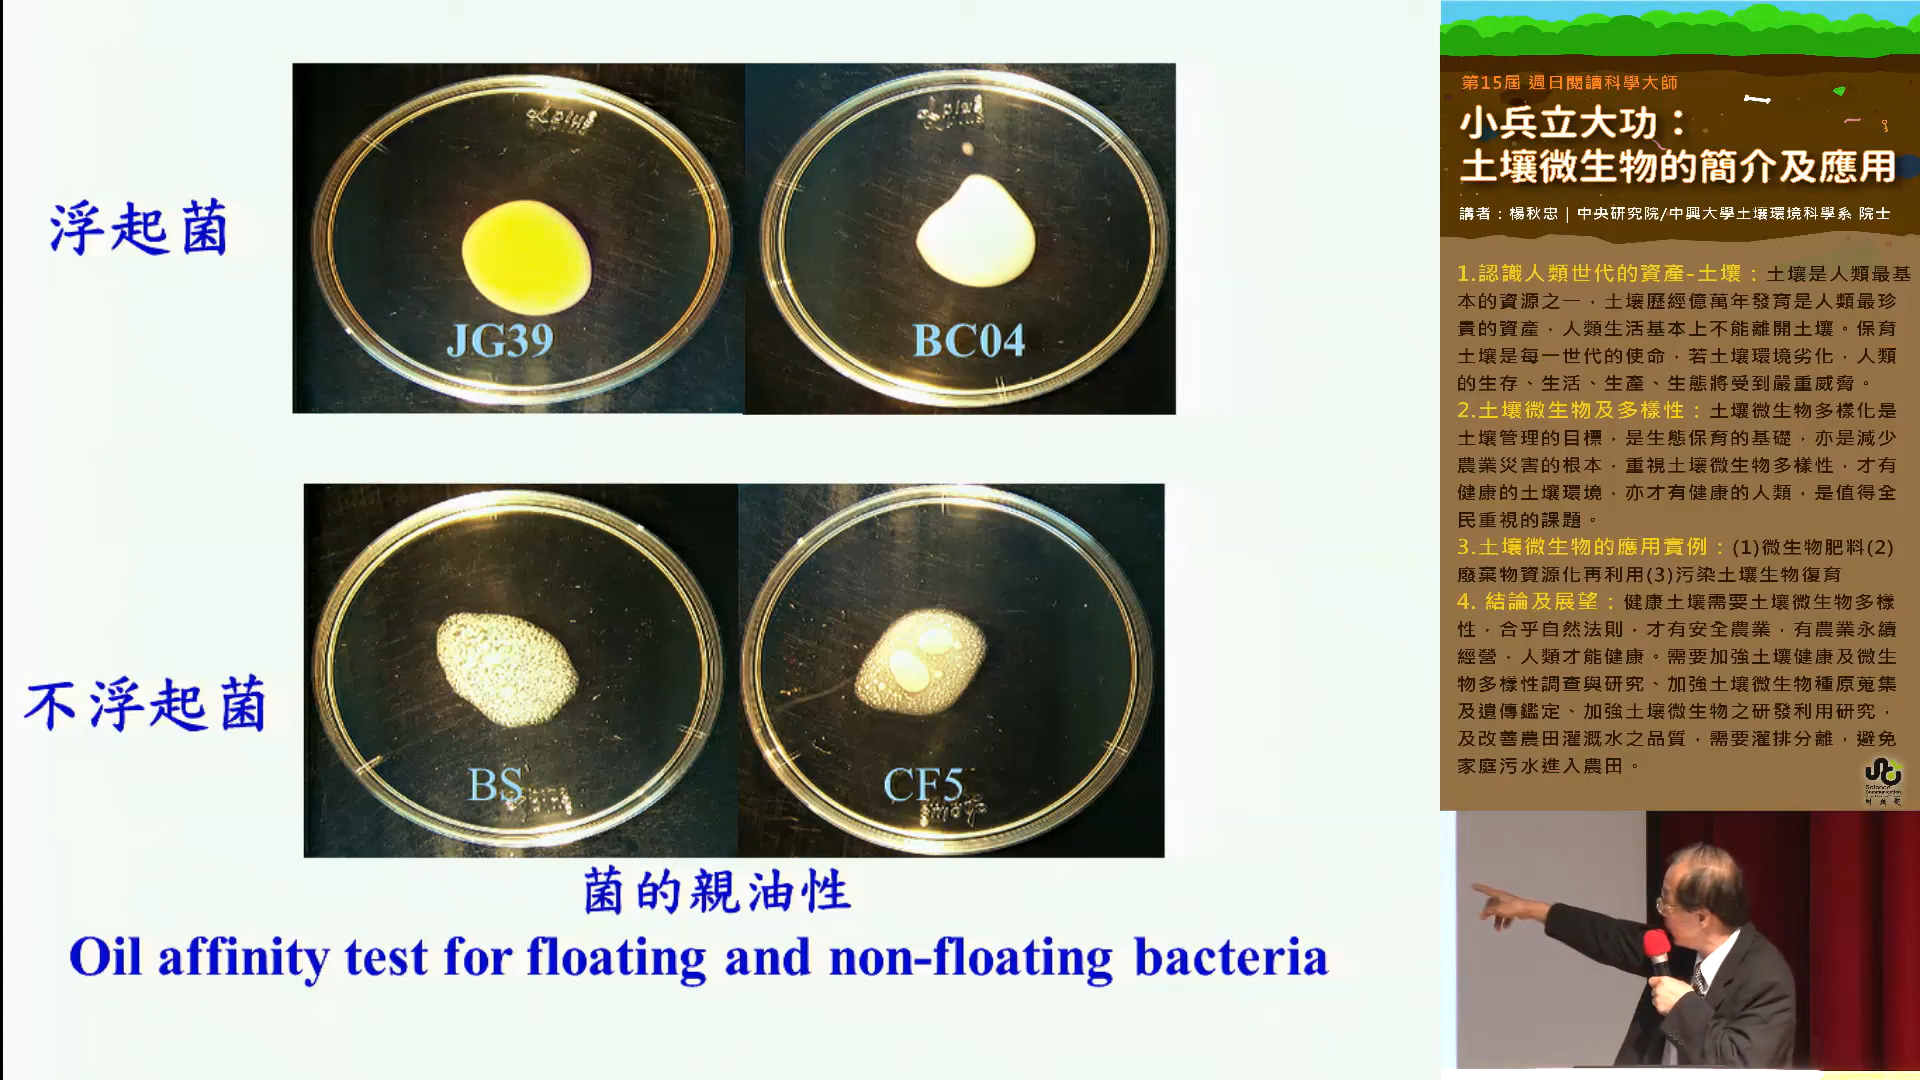 浮起菌
JG39
BC04
不浮起菌
BS
CF5
菌的親油性
Oil affinity test for floating and non-floating bacteria
第15屆 週日閱讀科學大師
小兵立大功：
土壤微生物的簡介及應用
講者：楊秋忠｜中央研究院/中興大學土壤環境科學系 院士
1.認識人類世代的資產-土壤：土壤是人類最基
本的資源之一，土壤歷經億萬年發育是人類最珍
貴的資產，人類生活基本上不能離開土壤。保育
土壤是每一世代的使命，若土壤環境劣化，人類
的生存、生活、生產、生態將受到嚴重威脅。
2.土壤微生物及多樣性：土壤微生物多樣化是
土壤管理的目標，是生態保育的基礎，亦是減少
農業災害的根本，重視土壤微生物多樣性，才有
健康的土壤環境，亦才有健康的人類，是值得全
民重視的課題。
3.土壤微生物的應用實例：(1)微生物肥料(2)
廢棄物資源化再利用(3)污染土壤生物復育
4. 結論及展望：健康土壤需要土壤微生物多樣
性，合乎自然法則，才有安全農業，有農業永續
經營，人類才能健康。需要加強土壤健康及微生
物多樣性調查與研究、加強土壤微生物種原蒐集
及遺傳鑑定、加強土壤微生物之研發利用研究，
及改善農田灌溉水之品質，需要灌排分離，避免
家庭污水進入農田。
Science